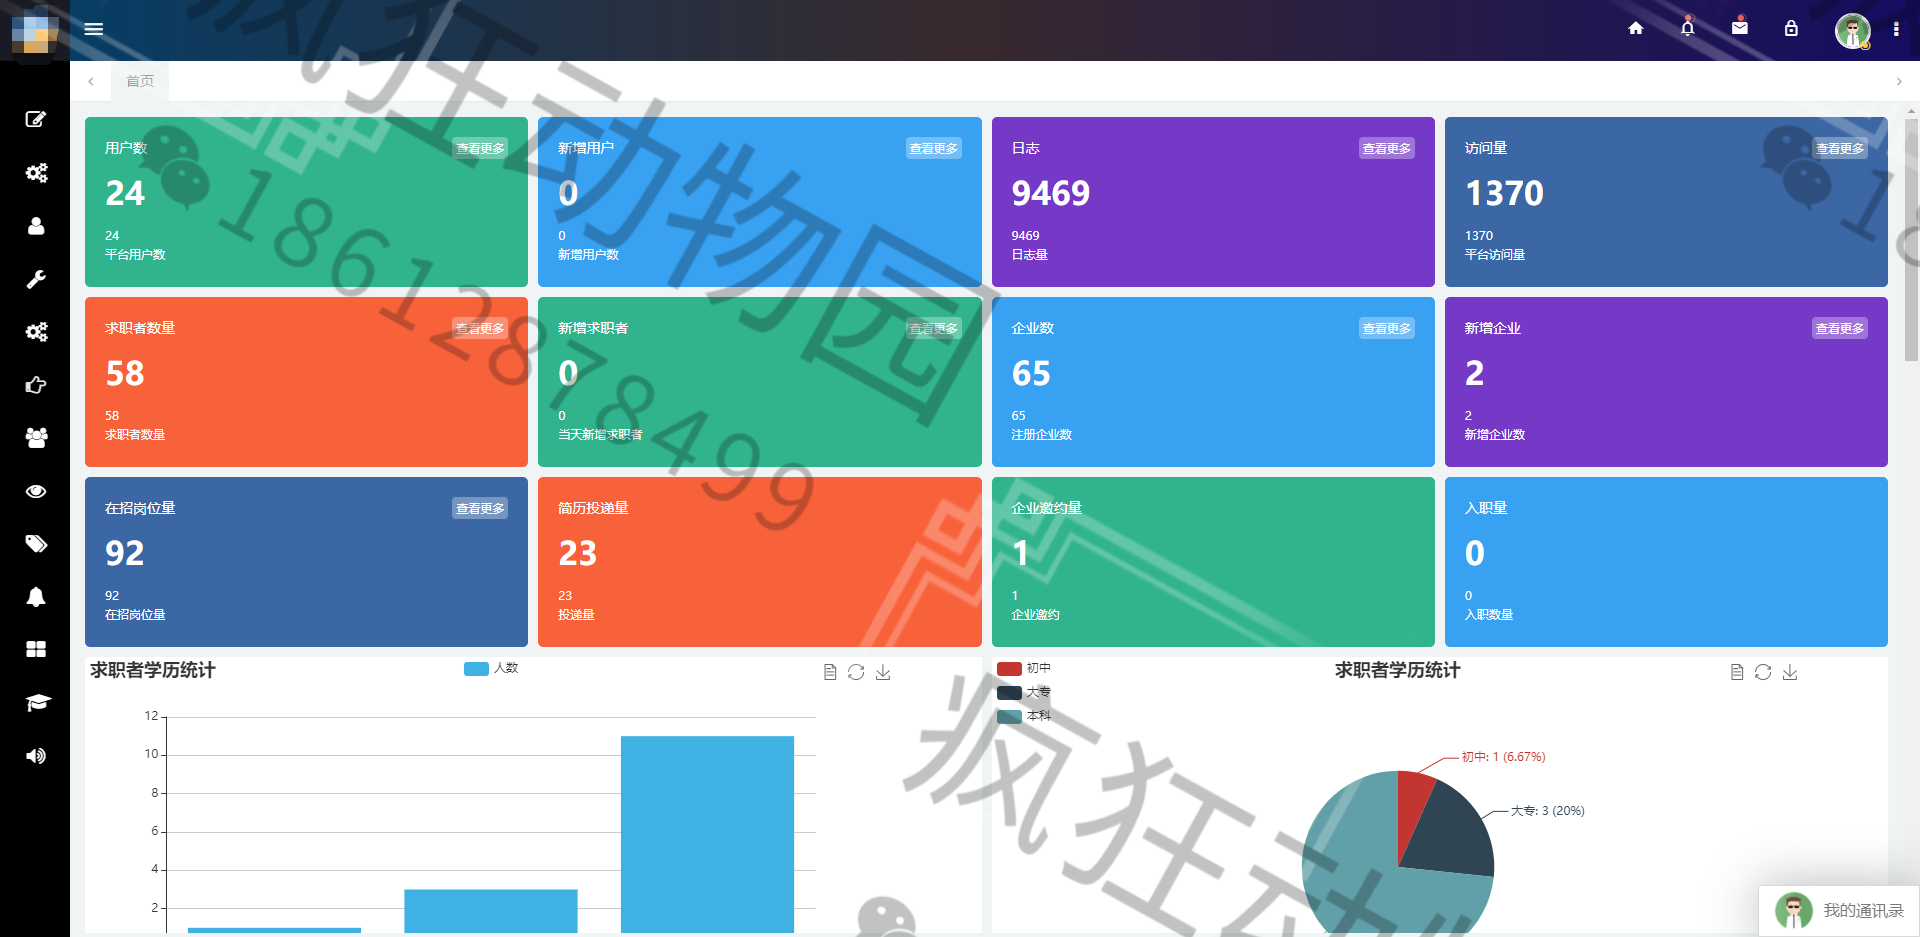 首页
用户数 查看更多
24
24
平台用户数
新增用户 查看更多
0
0
新增用户数
日志 查看更多
9469
9469
日志量
访问量 查看更多
1370
1370
平台访问量
求职者数量 查看更多
58
58
求职者数量
新增求职者 查看更多
0
0
当天新增求职者
企业数 查看更多
65
65
注册企业数
新增企业 查看更多
2
2
新增企业数
在招岗位量 查看更多
92
92
在招岗位量
简历投递量
23
23
投递量
企业邀约量
1
1
企业邀约
入职量
0
0
入职数量
求职者学历统计
人数
12
10
8
6
4
2
初中
大专
本科
求职者学历统计
初中: 1 (6.67%)
大专: 3 (20%)
我的通讯录
疯狂动物园
18612878499
疯狂动物
18